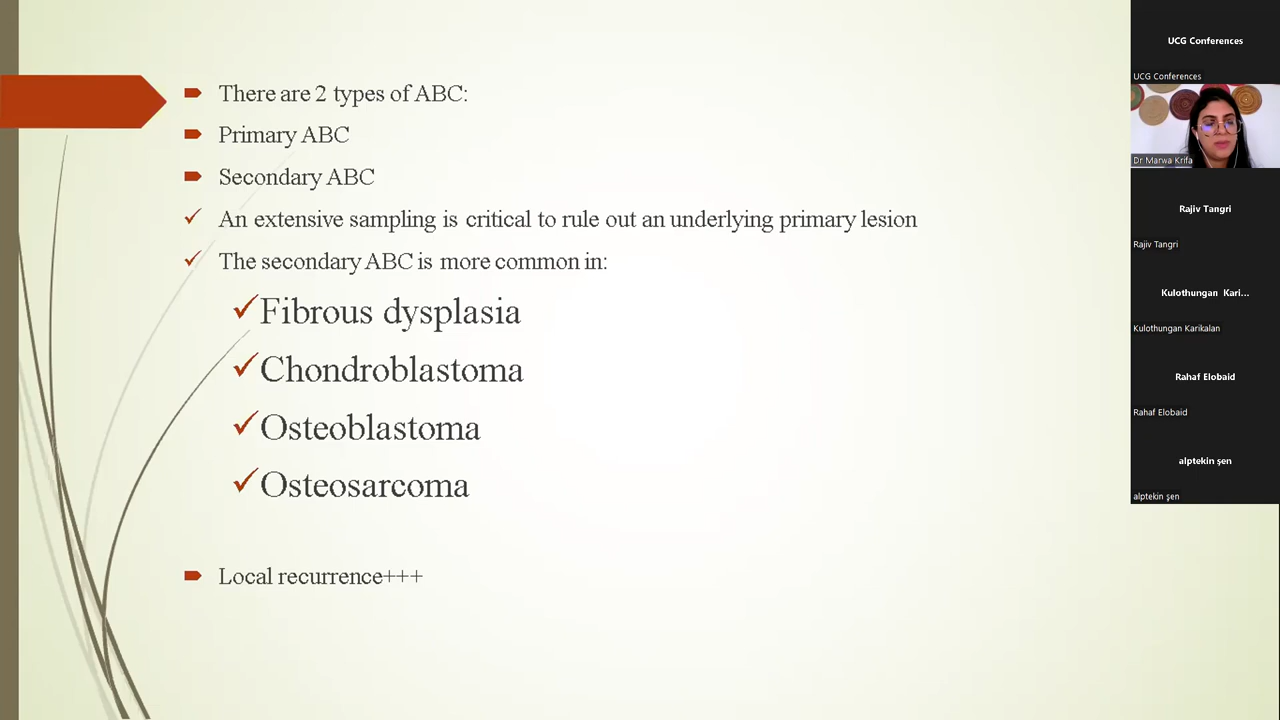 There are 2 types of ABC:
Primary ABC
Secondary ABC
An extensive sampling is critical to rule out an underlying primary lesion
The secondary ABC is more common in:
Fibrous dysplasia
Chondroblastoma
Osteoblastoma
Osteosarcoma
Local recurrence+++
UCG Conferences
UCG Conferences
Dr Marwa Krifa
Rajiv Tangri
Rajiv Tangri
Kulothungan Kari...
Kulothungan Karikalan
Rahaf Elobaid
Rahaf Elobaid
alptekin şen
alptekin şen